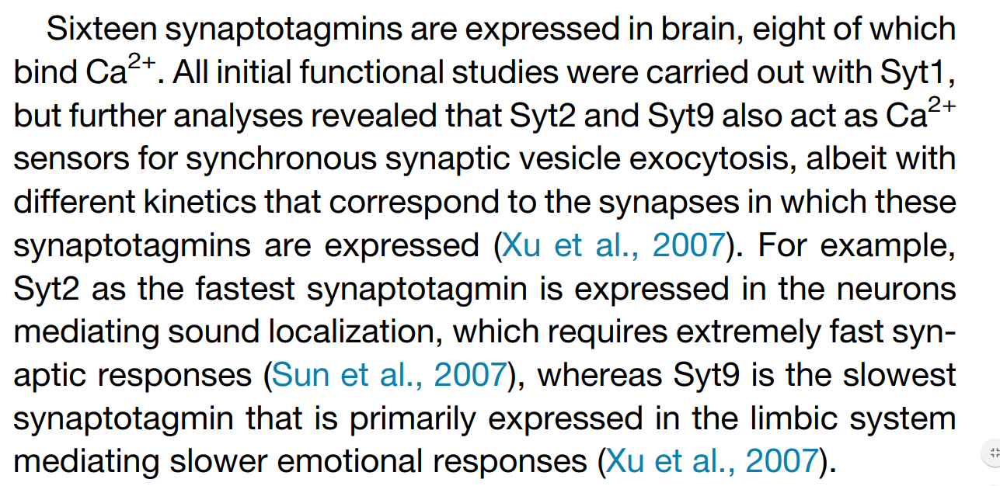 Sixteen synaptotagmins are expressed in brain, eight of which
bind Ca²⁺. All initial functional studies were carried out with Syt1,
but further analyses revealed that Syt2 and Syt9 also act as Ca²⁺
sensors for synchronous synaptic vesicle exocytosis, albeit with
different kinetics that correspond to the synapses in which these
synaptotagmins are expressed (Xu et al., 2007). For example,
Syt2 as the fastest synaptotagmin is expressed in the neurons
mediating sound localization, which requires extremely fast syn-
aptic responses (Sun et al., 2007), whereas Syt9 is the slowest
synaptotagmin that is primarily expressed in the limbic system
mediating slower emotional responses (Xu et al., 2007).